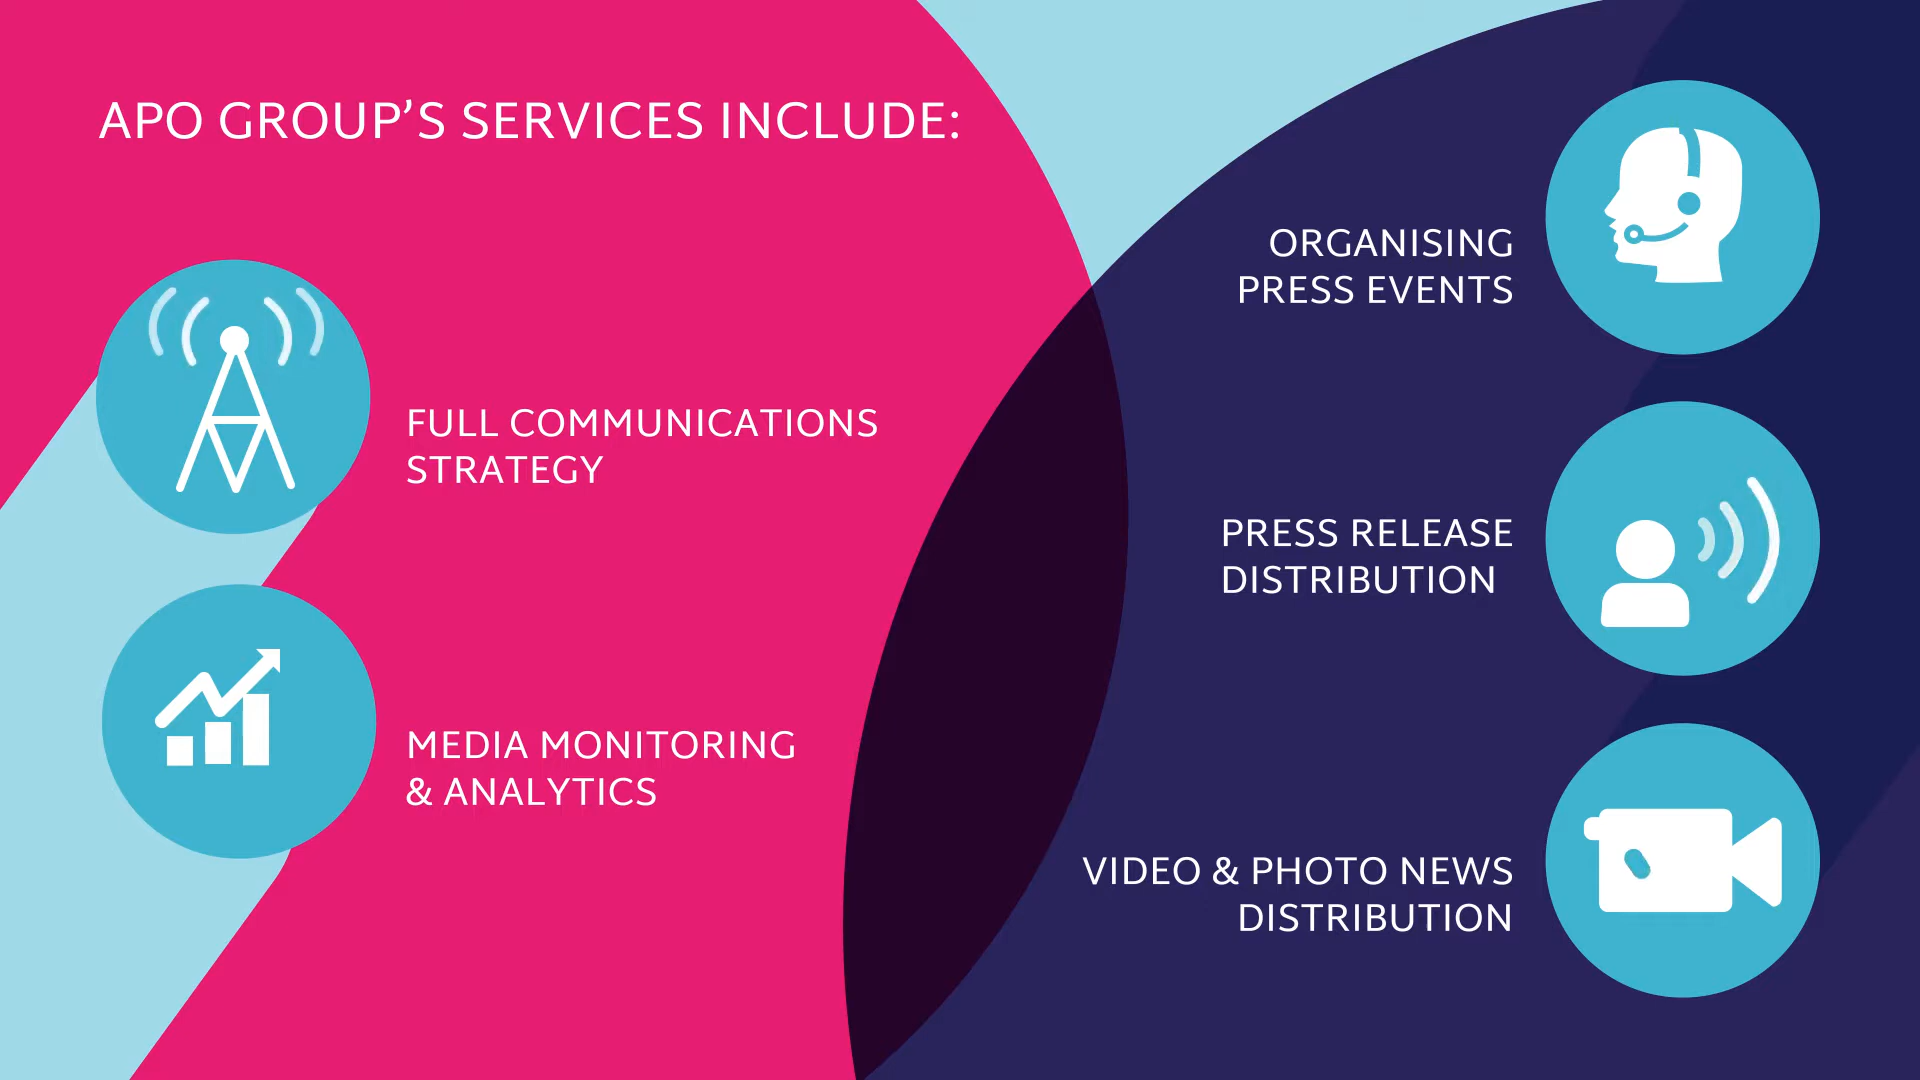 APO GROUP’S SERVICES INCLUDE:
FULL COMMUNICATIONS
STRATEGY
MEDIA MONITORING
& ANALYTICS
ORGANISING
PRESS EVENTS
PRESS RELEASE
DISTRIBUTION
VIDEO & PHOTO NEWS
DISTRIBUTION